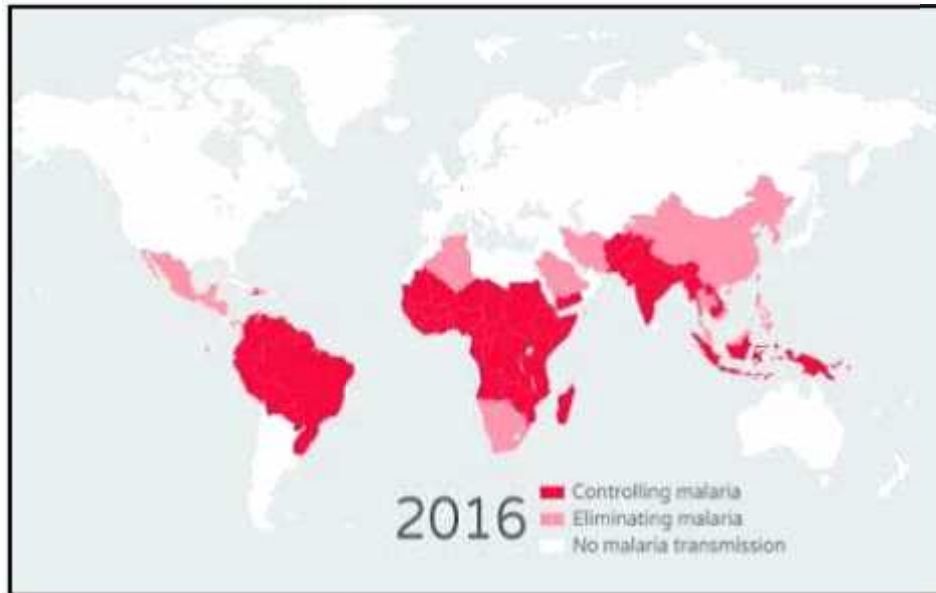 2016
Controlling malaria
Eliminating malaria
No malaria transmission